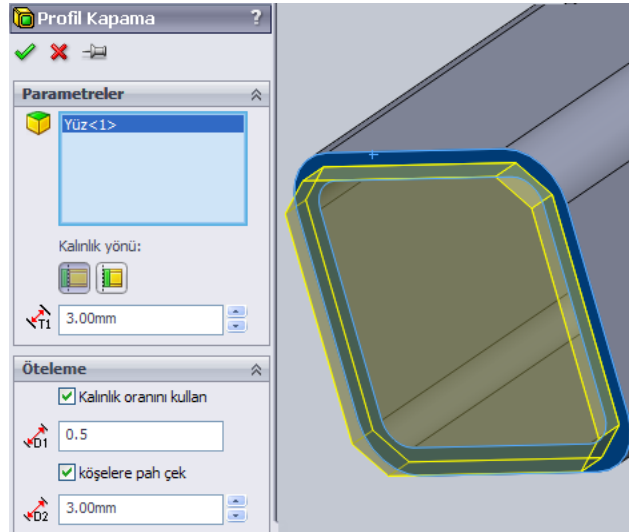 Profil Kapama ?
Parametreler
Yüz<1>
Kalınlık yönü:
T1 3.00mm
Öteleme
Kalınlık oranını kullan
D1 0.5
köşelere pah çek
D2 3.00mm